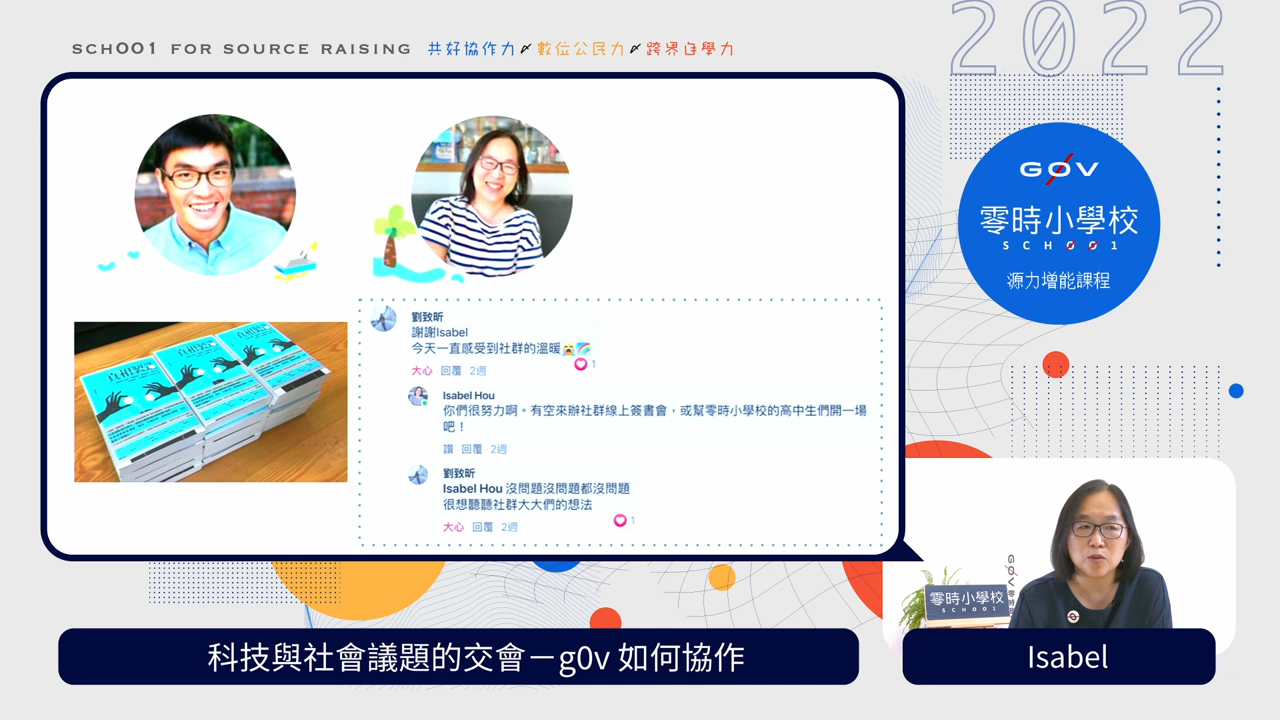 2022
SCH001 FOR SOURCE RAISING 共好協作力 數位公民力 跨界自學力
G0V
零時小學校
SCH001
源力增能課程
劉致昕
謝謝Isabel
今天一直感受到社群的溫暖😭🌈
1
大心 回覆 2週
Isabel Hou
你們很努力啊。有空來辦社群線上簽書會，或幫零時小學校的高中生們開一場
吧！
讚 回覆 2週
劉致昕
Isabel Hou 沒問題沒問題都沒問題
很想聽聽社群大大們的想法
1
大心 回覆 2週
零時小學校
SCH001
科技與社會議題的交會－g0v 如何協作
Isabel